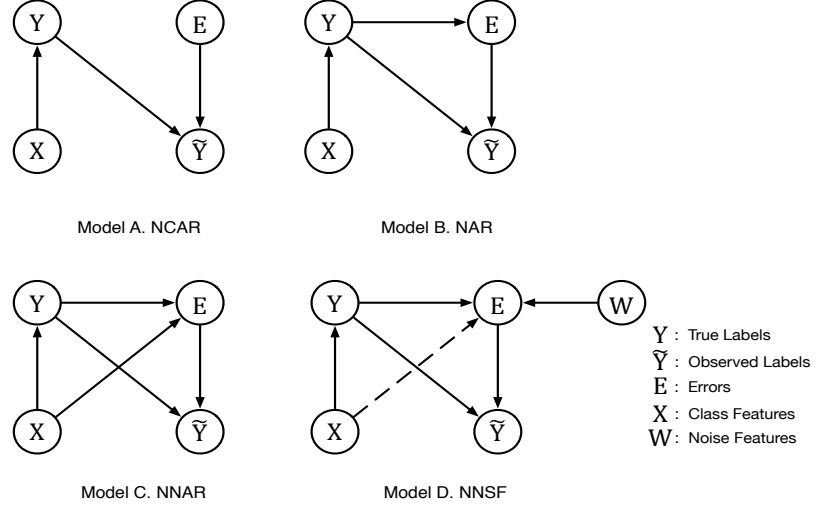 Y E
X Ỹ
Model A. NCAR
Y E
X Ỹ
Model B. NAR
Y E
X Ỹ
Model C. NNAR
Y E W
X Ỹ
Model D. NNSF
Y : True Labels
Ỹ : Observed Labels
E : Errors
X : Class Features
W : Noise Features